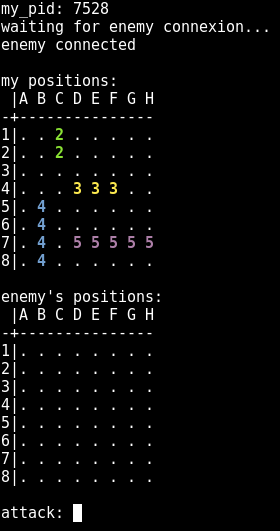 my_pid: 7528
waiting for enemy connexion...
enemy connected

my positions:
 |A B C D E F G H
-+---------------
1|. . 2 . . . . .
2|. . 2 . . . . .
3|. . . . . . . .
4|. . . 3 3 3 . .
5|. 4 . . . . . .
6|. 4 . . . . . .
7|. 4 . 5 5 5 5 5
8|. 4 . . . . . .

enemy's positions:
 |A B C D E F G H
-+---------------
1|. . . . . . . .
2|. . . . . . . .
3|. . . . . . . .
4|. . . . . . . .
5|. . . . . . . .
6|. . . . . . . .
7|. . . . . . . .
8|. . . . . . . .

attack: